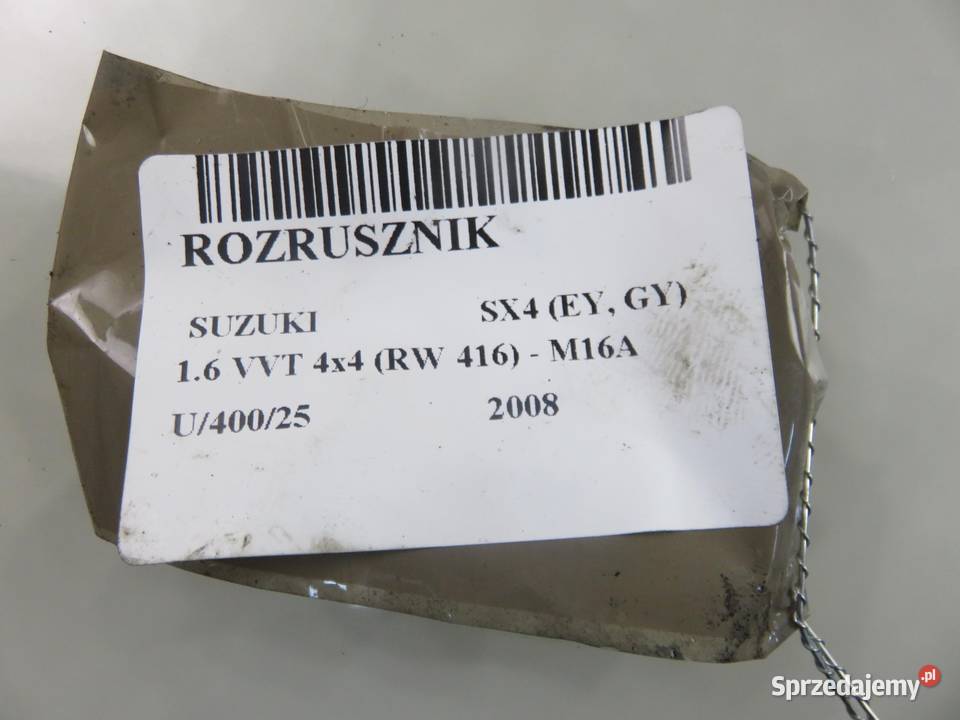 ROZRUSZNIK
SUZUKI SX4 (EY, GY)
1.6 VVT 4x4 (RW 416) - M16A
U/400/25 2008
Sprzedajemy.pl